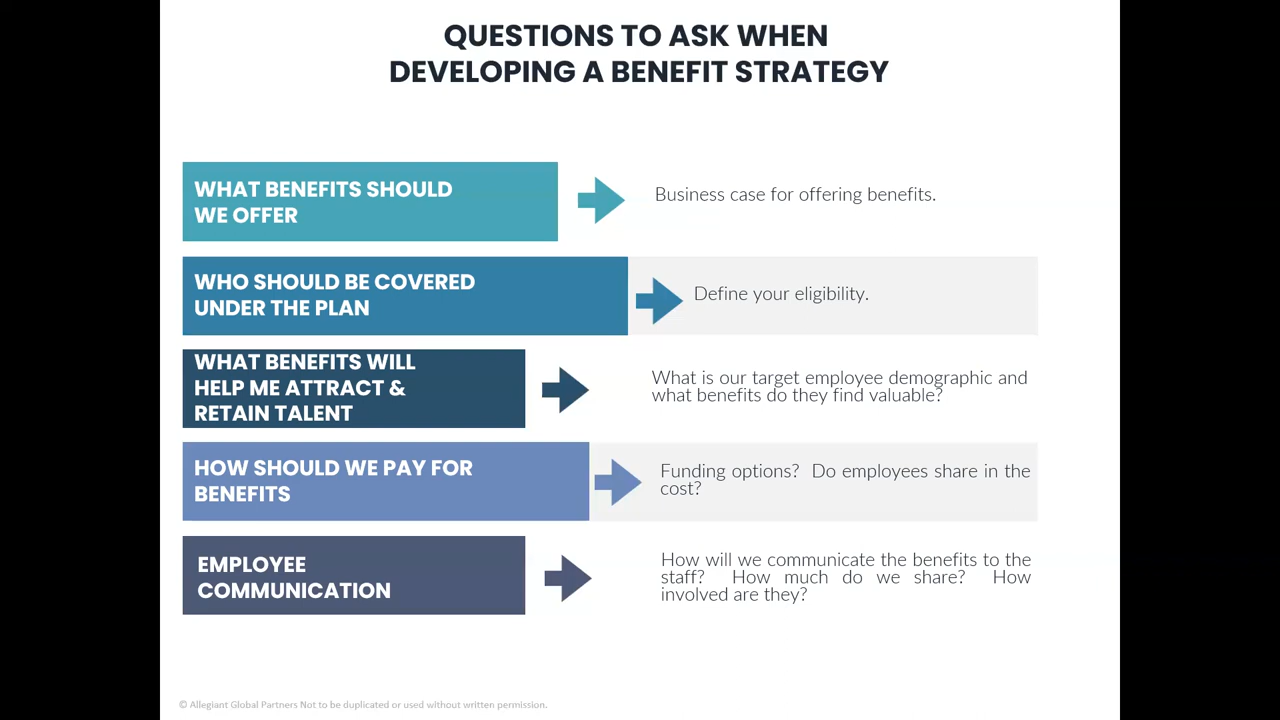 QUESTIONS TO ASK WHEN
DEVELOPING A BENEFIT STRATEGY
WHAT BENEFITS SHOULD
WE OFFER
Business case for offering benefits.
WHO SHOULD BE COVERED
UNDER THE PLAN
Define your eligibility.
WHAT BENEFITS WILL
HELP ME ATTRACT &
RETAIN TALENT
What is our target employee demographic and
what benefits do they find valuable?
HOW SHOULD WE PAY FOR
BENEFITS
Funding options? Do employees share in the
cost?
EMPLOYEE
COMMUNICATION
How will we communicate the benefits to the
staff? How much do we share? How
involved are they?
© Allegiant Global Partners Not to be duplicated or used without written permission.